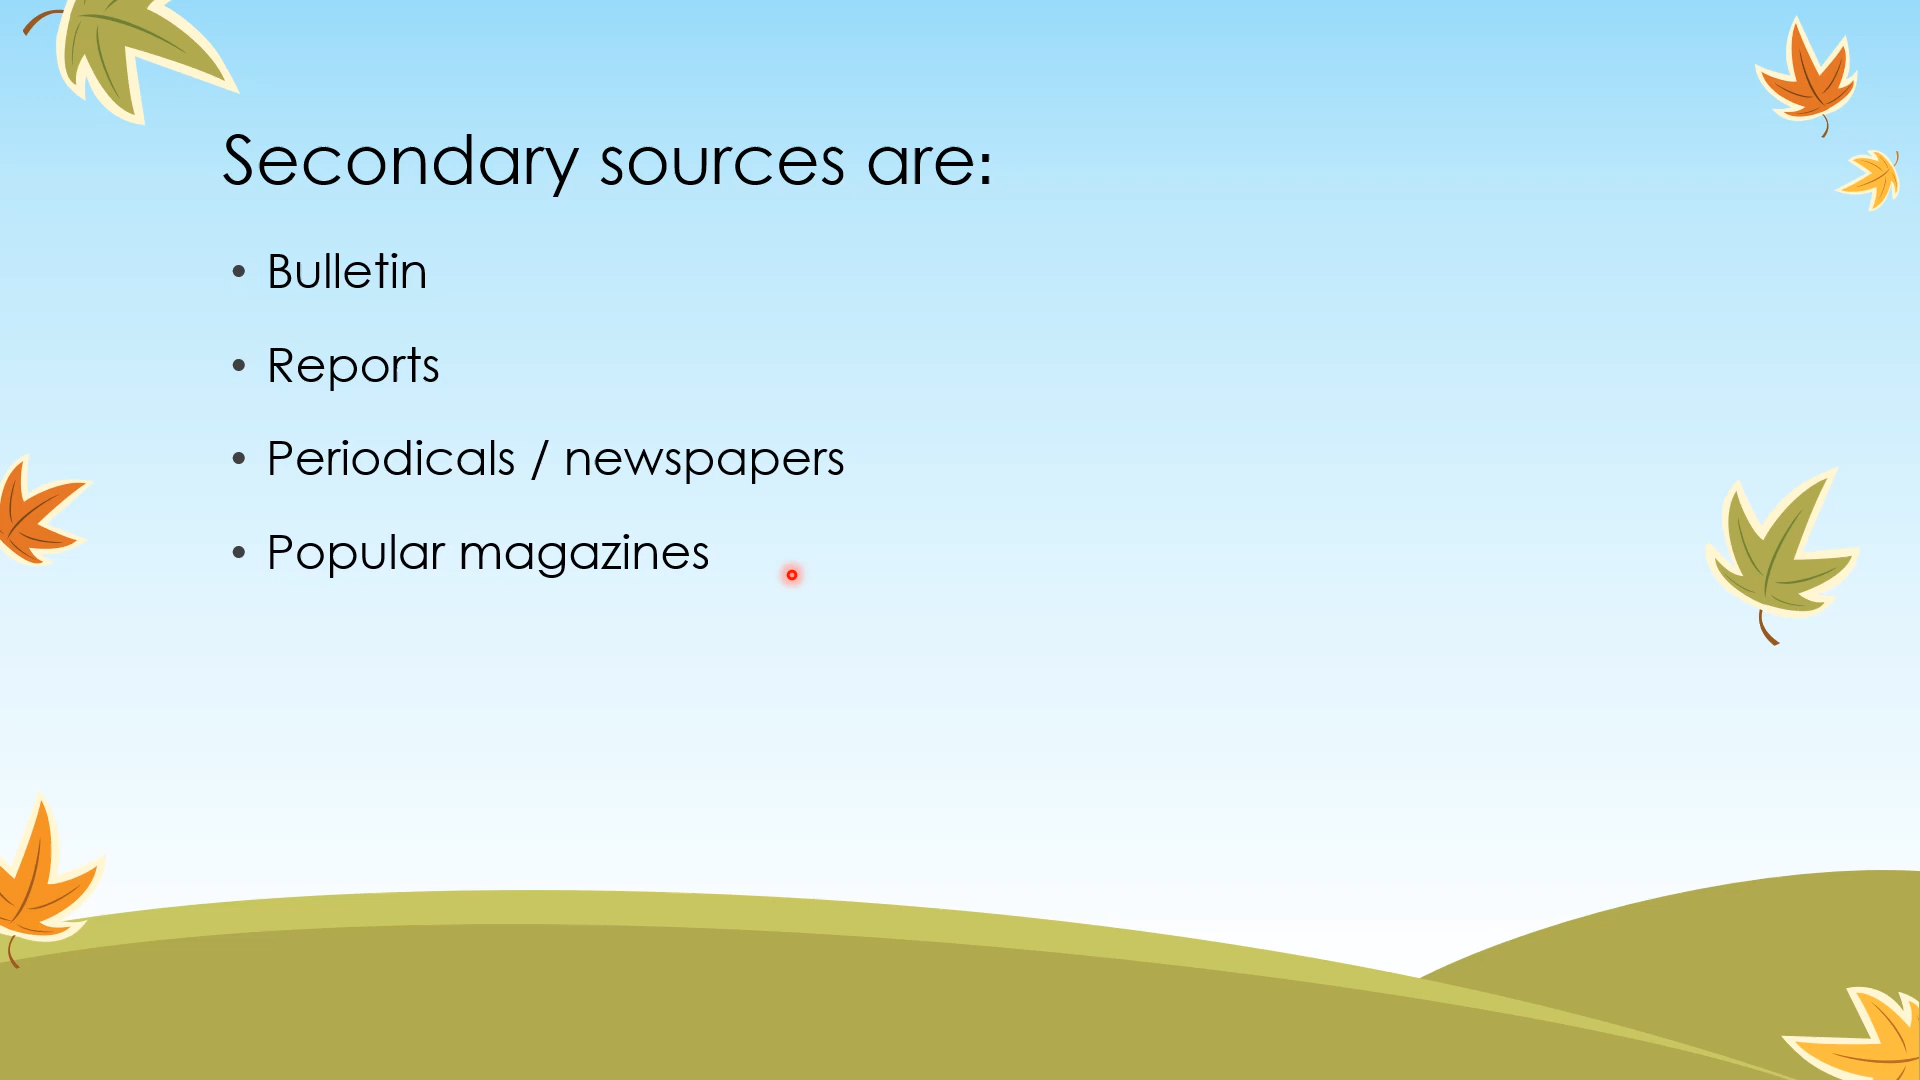 Secondary sources are:
• Bulletin
• Reports
• Periodicals / newspapers
• Popular magazines